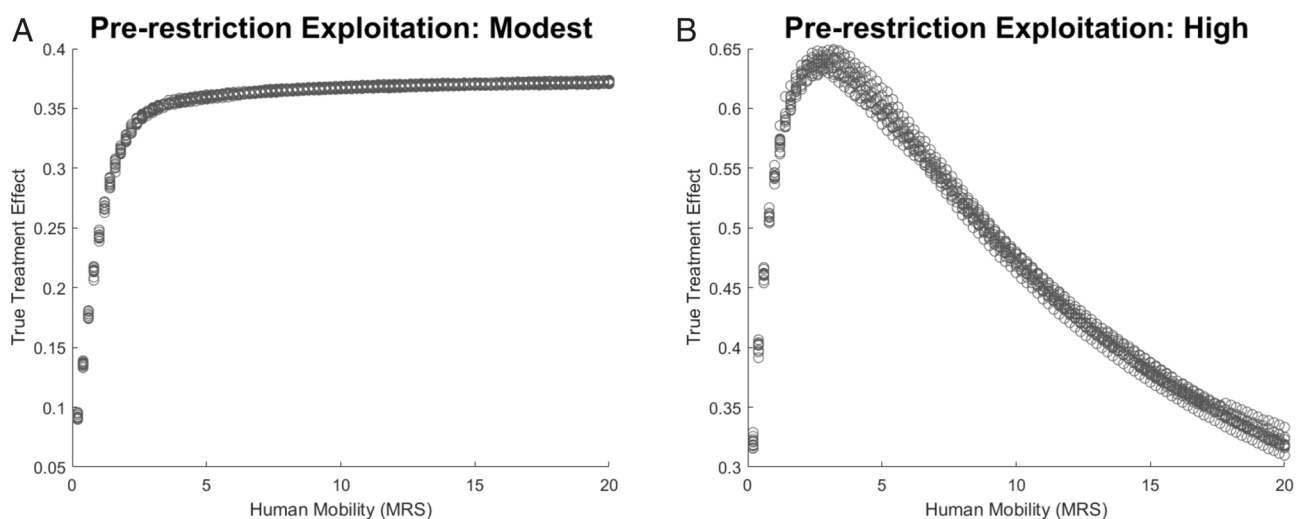 A
Pre-restriction Exploitation: Modest
0.4
0.35
0.3
0.25
0.2
0.15
0.1
0.05
True Treatment Effect
0 5 10 15 20
Human Mobility (MRS)
B
Pre-restriction Exploitation: High
0.65
0.6
0.55
0.5
0.45
0.4
0.35
0.3
True Treatment Effect
0 5 10 15 20
Human Mobility (MRS)